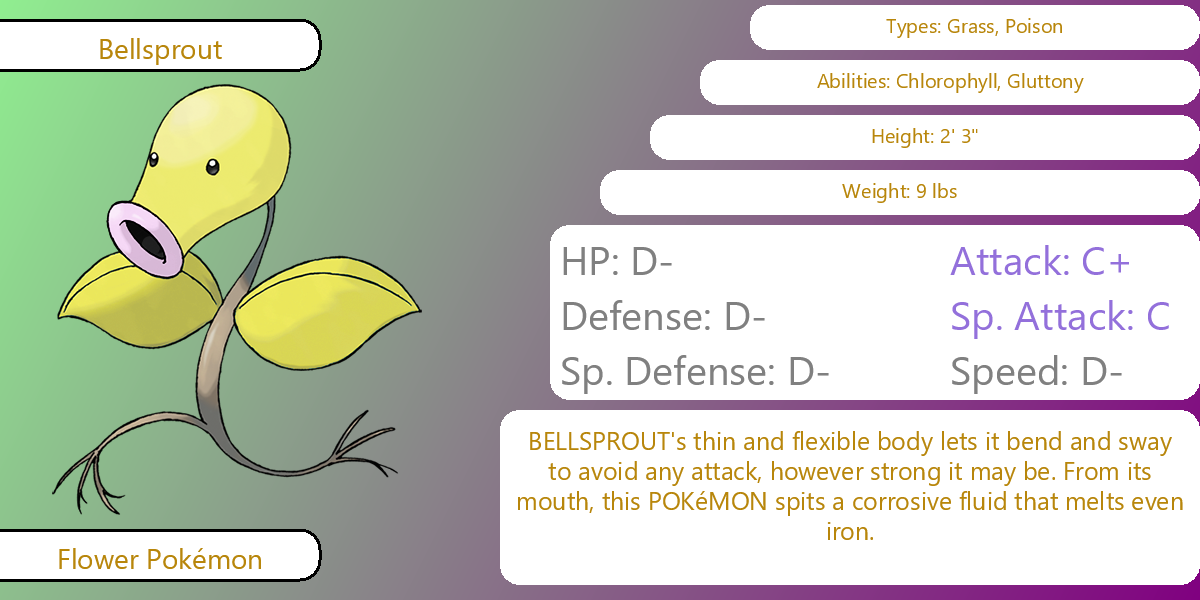 Bellsprout
Flower Pokémon
Types: Grass, Poison
Abilities: Chlorophyll, Gluttony
Height: 2' 3"
Weight: 9 lbs
HP: D-
Attack: C+
Defense: D-
Sp. Attack: C
Sp. Defense: D-
Speed: D-
BELLSPROUT's thin and flexible body lets it bend and sway
to avoid any attack, however strong it may be. From its
mouth, this POKéMON spits a corrosive fluid that melts even
iron.